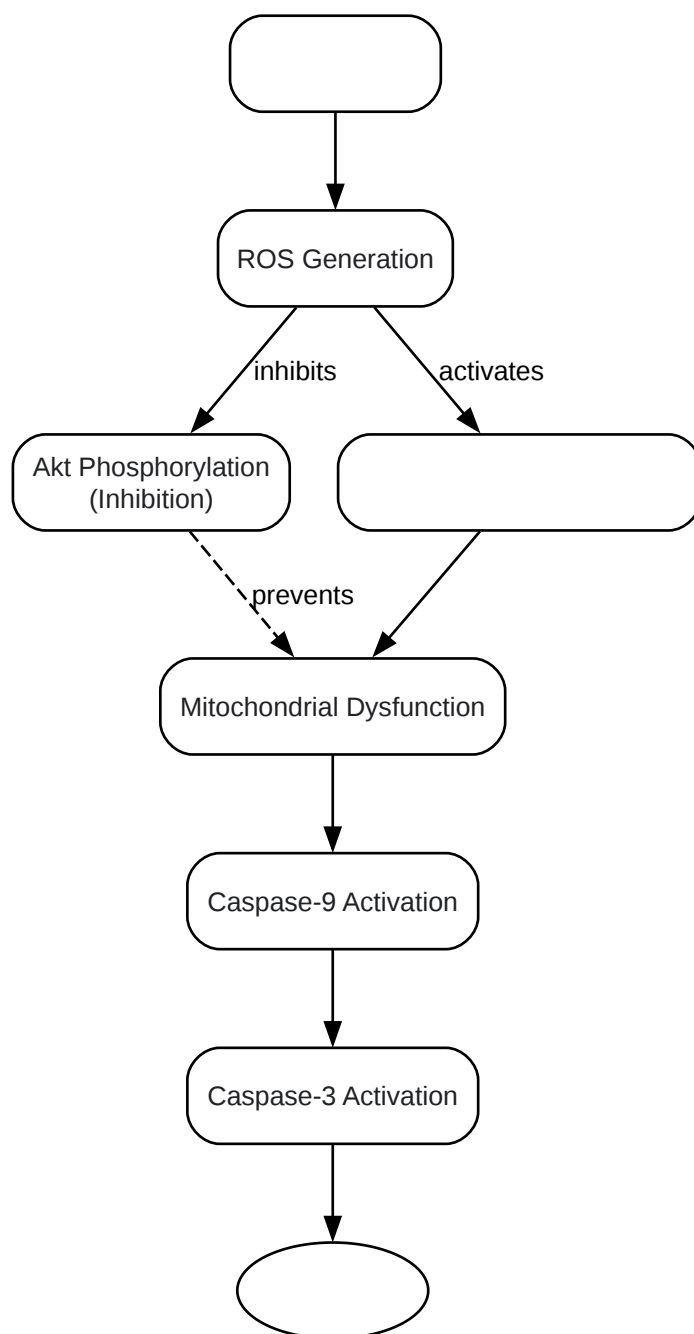 ROS Generation
inhibits
activates
Akt Phosphorylation
(Inhibition)
prevents
Mitochondrial Dysfunction
Caspase-9 Activation
Caspase-3 Activation